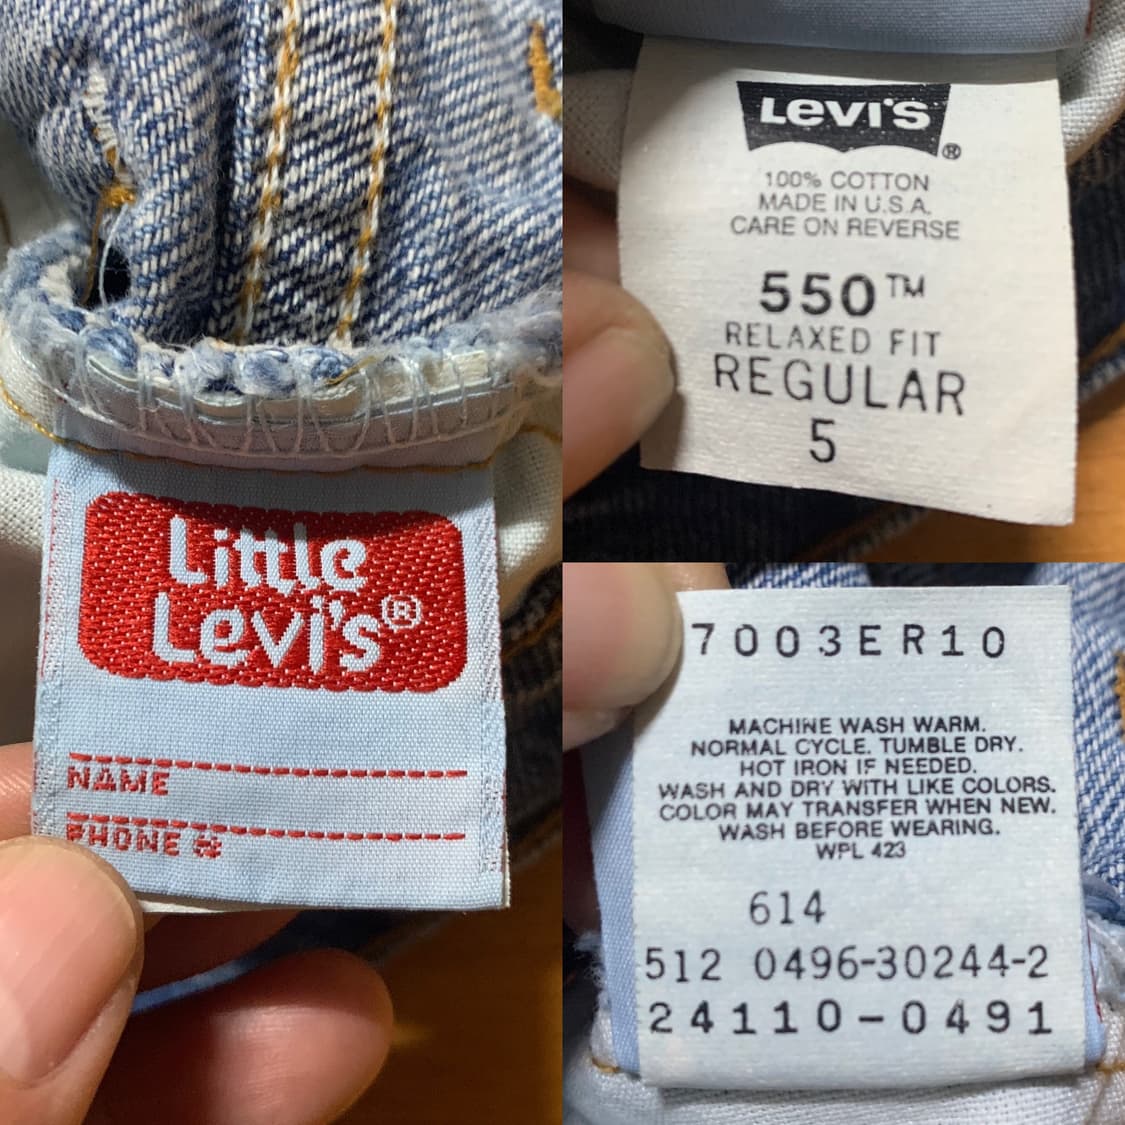 Little
Levi's®
NAME
PHONE
LEVI'S®
100% COTTON
MADE IN U.S.A.
CARE ON REVERSE
550™
RELAXED FIT
REGULAR
5
7003ER10
MACHINE WASH WARM.
NORMAL CYCLE. TUMBLE DRY.
HOT IRON IF NEEDED.
WASH AND DRY WITH LIKE COLORS.
COLOR MAY TRANSFER WHEN NEW.
WASH BEFORE WEARING.
WPL 423
614
512 0496-30244-2
24110-0491